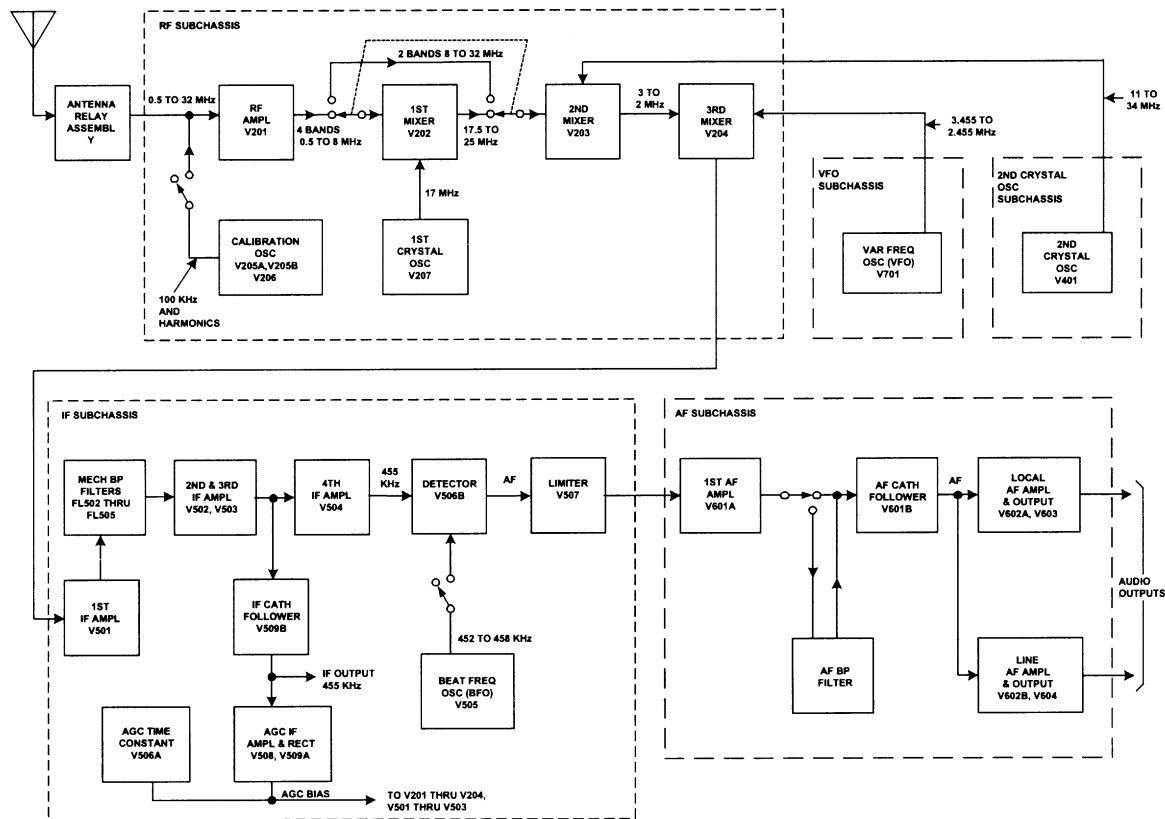 RF SUBCHASSIS
2 BANDS 8 TO 32 MHz
ANTENNA
RELAY
ASSEMBL
Y
0.5 TO 32 MHz
RF
AMPL
V201
4 BANDS
0.5 TO 8 MHz
1ST
MIXER
V202
17.5 TO
25 MHz
2ND
MIXER
V203
3 TO
2 MHz
3RD
MIXER
V204
11 TO
34 MHz
3.455 TO
2.455 MHz
17 MHz
CALIBRATION
OSC
V205A,V205B
V206
1ST
CRYSTAL
OSC
V207
100 KHz
AND
HARMONICS
VFO
SUBCHASSIS
VAR FREQ
OSC (VFO)
V701
2ND CRYSTAL
OSC
SUBCHASSIS
2ND
CRYSTAL
OSC
V401
IF SUBCHASSIS
MECH BP
FILTERS
FL502 THRU
FL505
2ND & 3RD
IF AMPL
V502, V503
4TH
IF AMPL
V504
455
KHz
DETECTOR
V506B
AF
LIMITER
V507
1ST
IF AMPL
V501
IF CATH
FOLLOWER
V509B
IF OUTPUT
455 KHz
452 TO 458 KHz
BEAT FREQ
OSC (BFO)
V505
AGC TIME
CONSTANT
V506A
AGC IF
AMPL & RECT
V508, V509A
AGC BIAS
TO V201 THRU V204,
V501 THRU V503
AF SUBCHASSIS
1ST AF
AMPL
V601A
AF CATH
FOLLOWER
V601B
AF
LOCAL
AF AMPL
& OUTPUT
V602A, V603
AF BP
FILTER
LINE
AF AMPL
& OUTPUT
V602B, V604
AUDIO
OUTPUTS